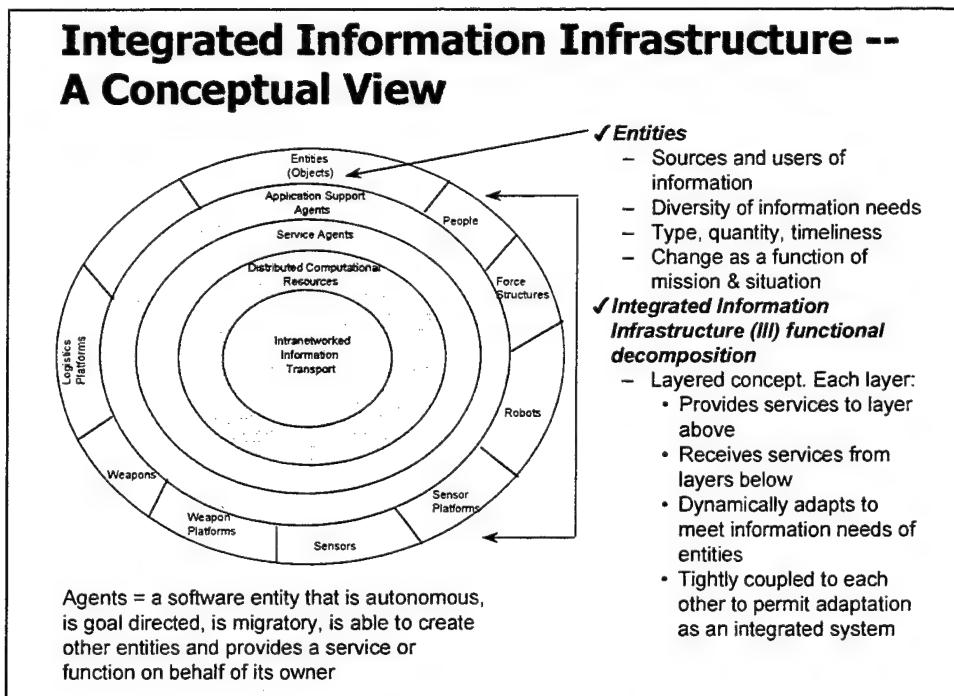 Integrated Information Infrastructure --
A Conceptual View
Entities
(Objects)
Application Support
Agents
Service Agents
Distributed Computational
Resources
Intranetworked
Information
Transport
People
Force
Structures
Robots
Sensor
Platforms
Sensors
Weapon
Platforms
Weapons
Logistics
Platforms
✓ Entities
– Sources and users of
information
– Diversity of information needs
– Type, quantity, timeliness
– Change as a function of
mission & situation
✓ Integrated Information
Infrastructure (III) functional
decomposition
– Layered concept. Each layer:
• Provides services to layer
above
• Receives services from
layers below
• Dynamically adapts to
meet information needs of
entities
• Tightly coupled to each
other to permit adaptation
as an integrated system
Agents = a software entity that is autonomous,
is goal directed, is migratory, is able to create
other entities and provides a service or
function on behalf of its owner